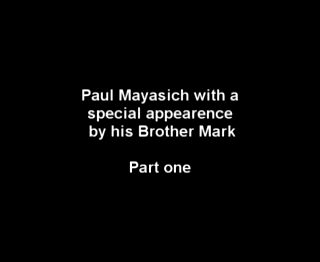 Paul Mayasich with a
special appearence
by his Brother Mark
Part one